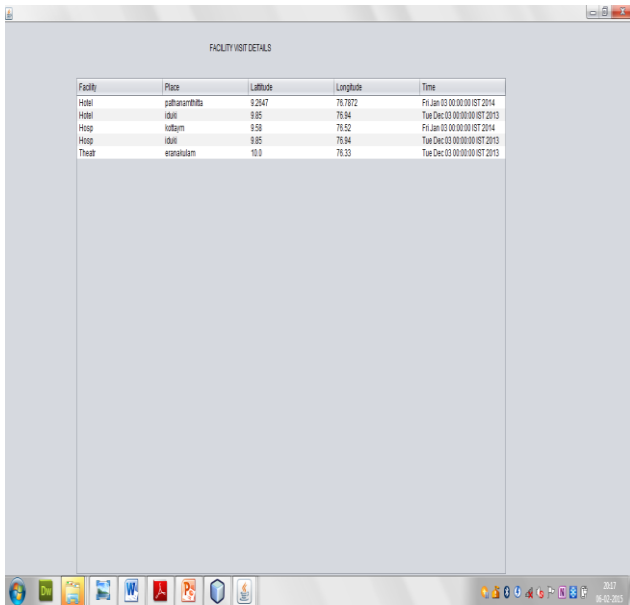 FACILITY VISIT DETAILS
Facility Place Lattitude Longitude Time
Hotel pathanamthitta 9.2647 76.7872 Fri Jan 03 00:00:00 IST 2014
Hotel iduki 9.85 76.94 Tue Dec 03 00:00:00 IST 2013
Hosp kottaym 9.58 76.52 Fri Jan 03 00:00:00 IST 2014
Hosp iduki 9.85 76.94 Tue Dec 03 00:00:00 IST 2013
Theatr eranakulam 10.0 76.33 Tue Dec 03 00:00:00 IST 2013
Dw W P N
20:17
06-02-2015